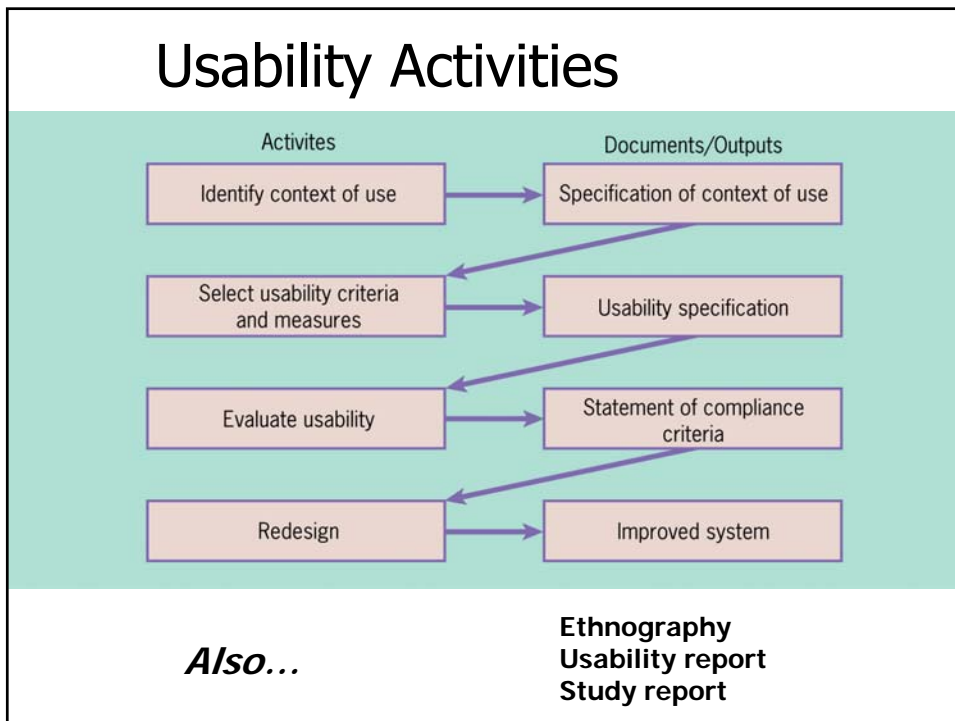 Usability Activities
Activites
Documents/Outputs
Identify context of use
Specification of context of use
Select usability criteria
and measures
Usability specification
Evaluate usability
Statement of compliance
criteria
Redesign
Improved system
Also...
Ethnography
Usability report
Study report